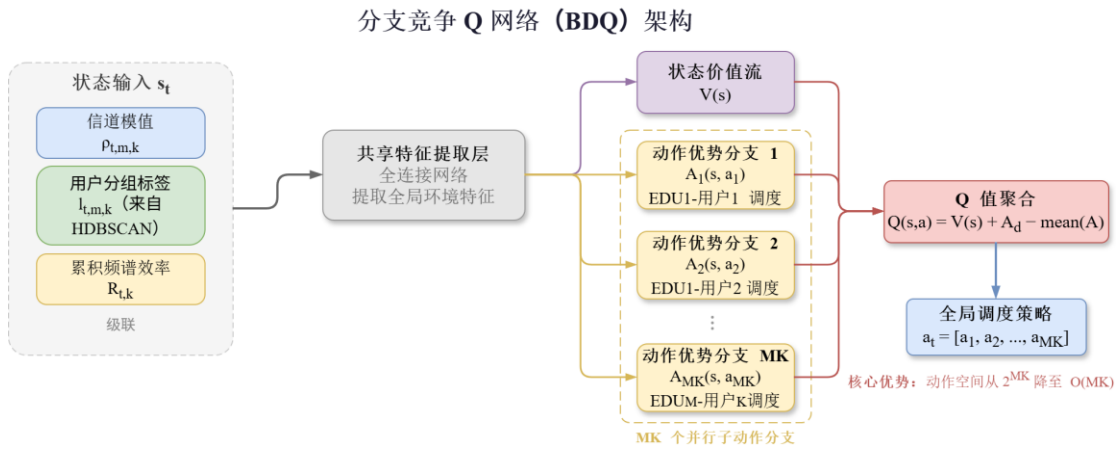 分支竞争 Q 网络（BDQ）架构
状态输入 sₜ
信道模值
ρt,m,k
用户分组标签
lt,m,k（来自
HDBSCAN）
累积频谱效率
Rt,k
级联
共享特征提取层
全连接网络
提取全局环境特征
状态价值流
V(s)
动作优势分支 1
A₁(s, a₁)
EDU1-用户1 调度
动作优势分支 2
A₂(s, a₂)
EDU1-用户2 调度
⋮
动作优势分支 MK
AMK(s, aMK)
EDUM-用户K调度
MK 个并行子动作分支
Q 值聚合
Q(s,a) = V(s) + Ad − mean(A)
全局调度策略
aₜ = [a₁, a₂, ..., aMK]
核心优势：动作空间从 2^MK 降至 O(MK)